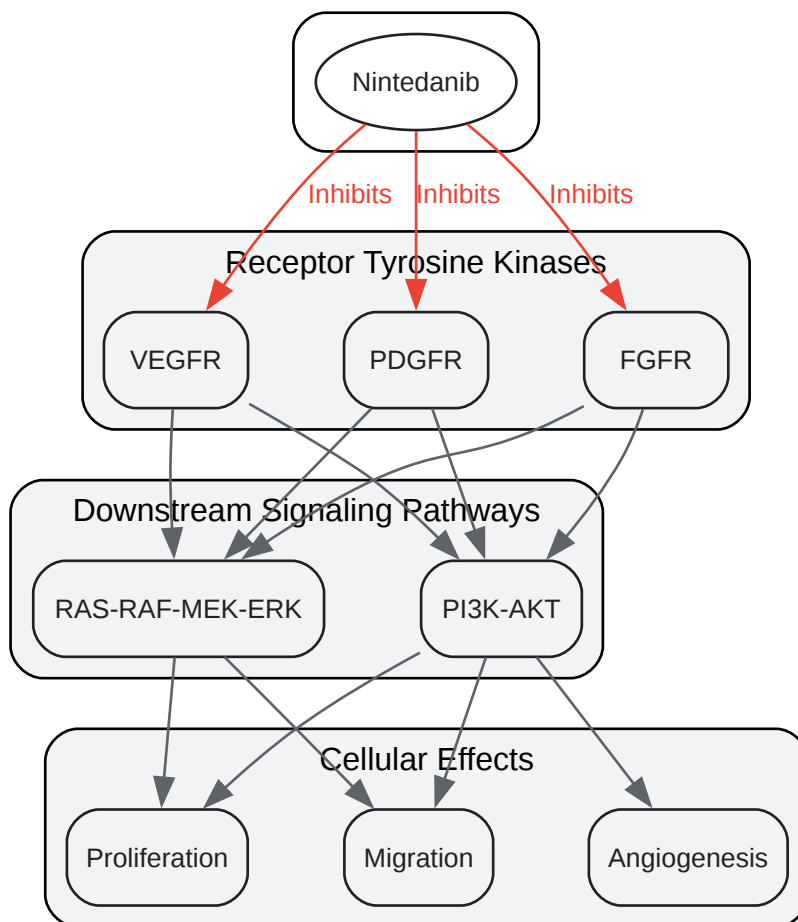 Nintedanib
Inhibits Inhibits Inhibits
Receptor Tyrosine Kinases
VEGFR PDGFR FGFR
Downstream Signaling Pathways
RAS-RAF-MEK-ERK PI3K-AKT
Cellular Effects
Proliferation Migration Angiogenesis